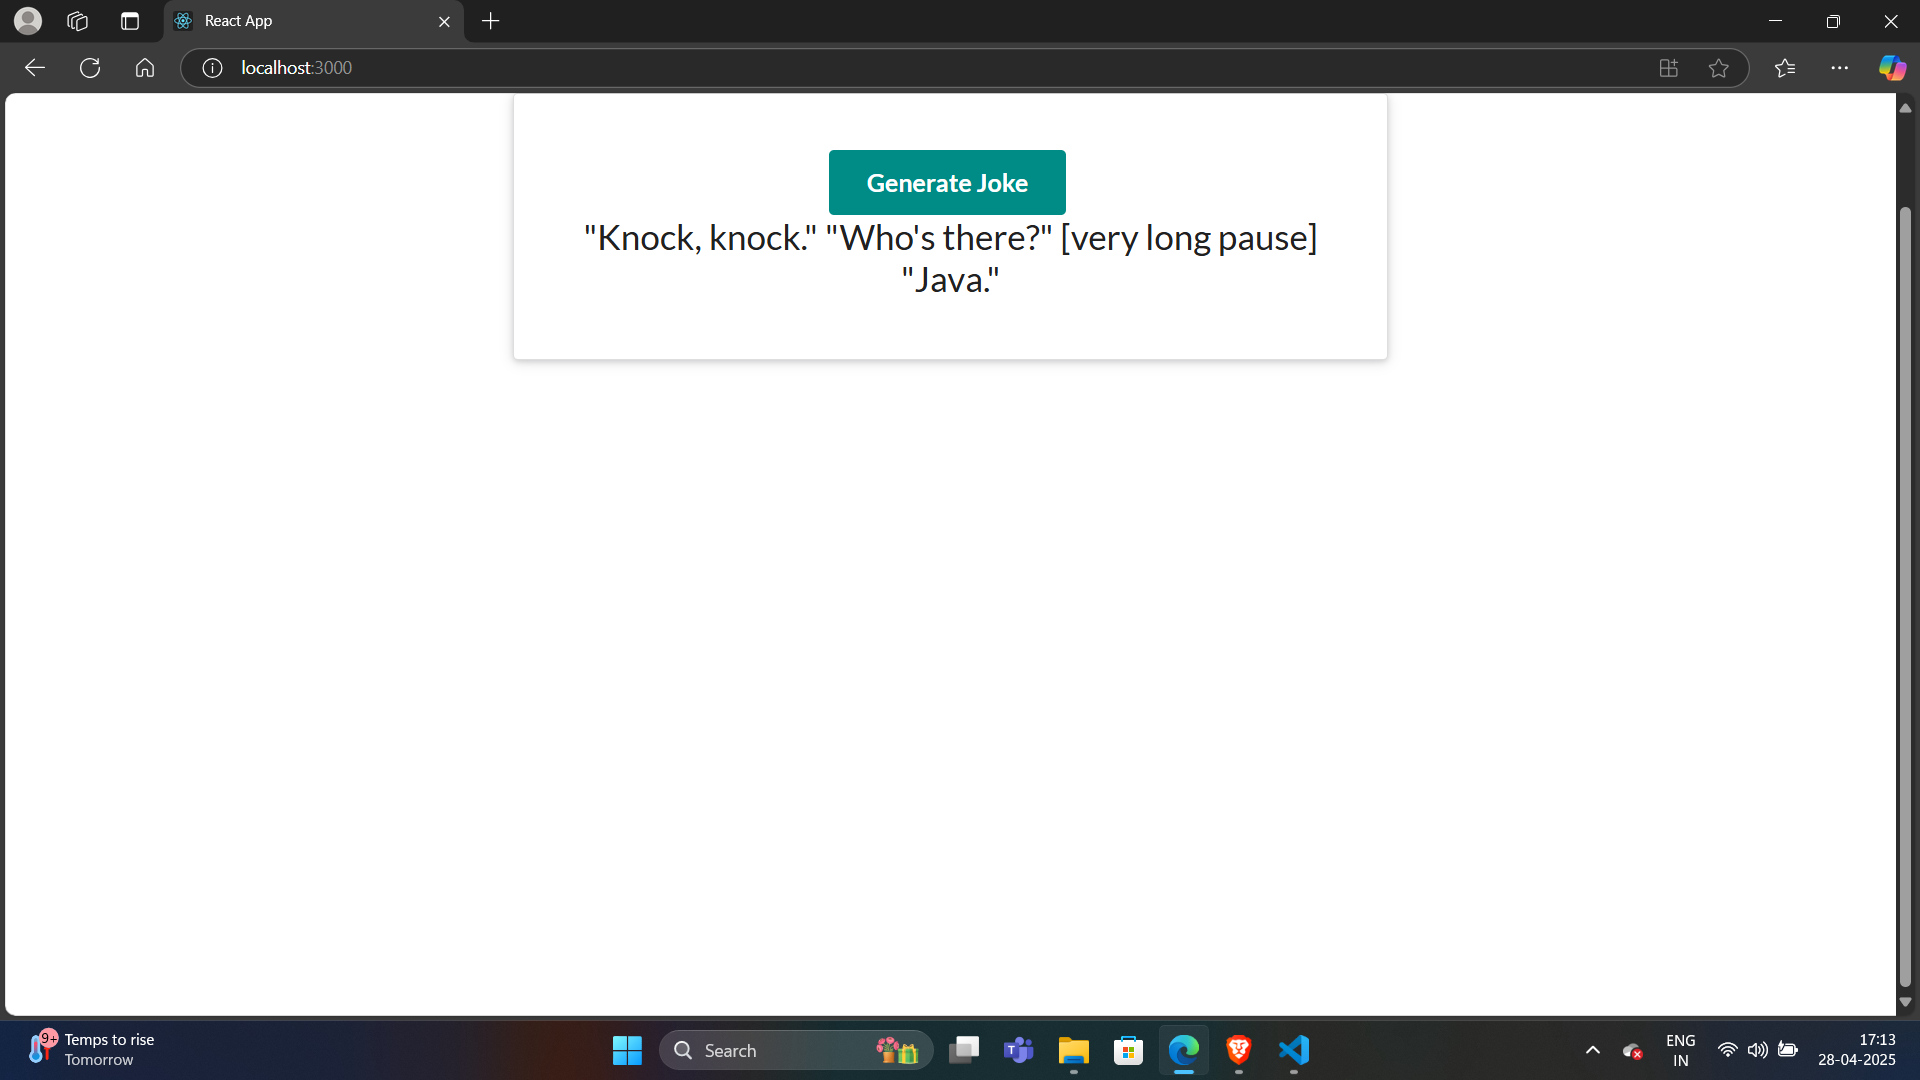 React App
localhost:3000
Generate Joke
"Knock, knock." "Who's there?" [very long pause]
"Java."
9+
Temps to rise
Tomorrow
Search
T
ENG
IN
17:13
28-04-2025